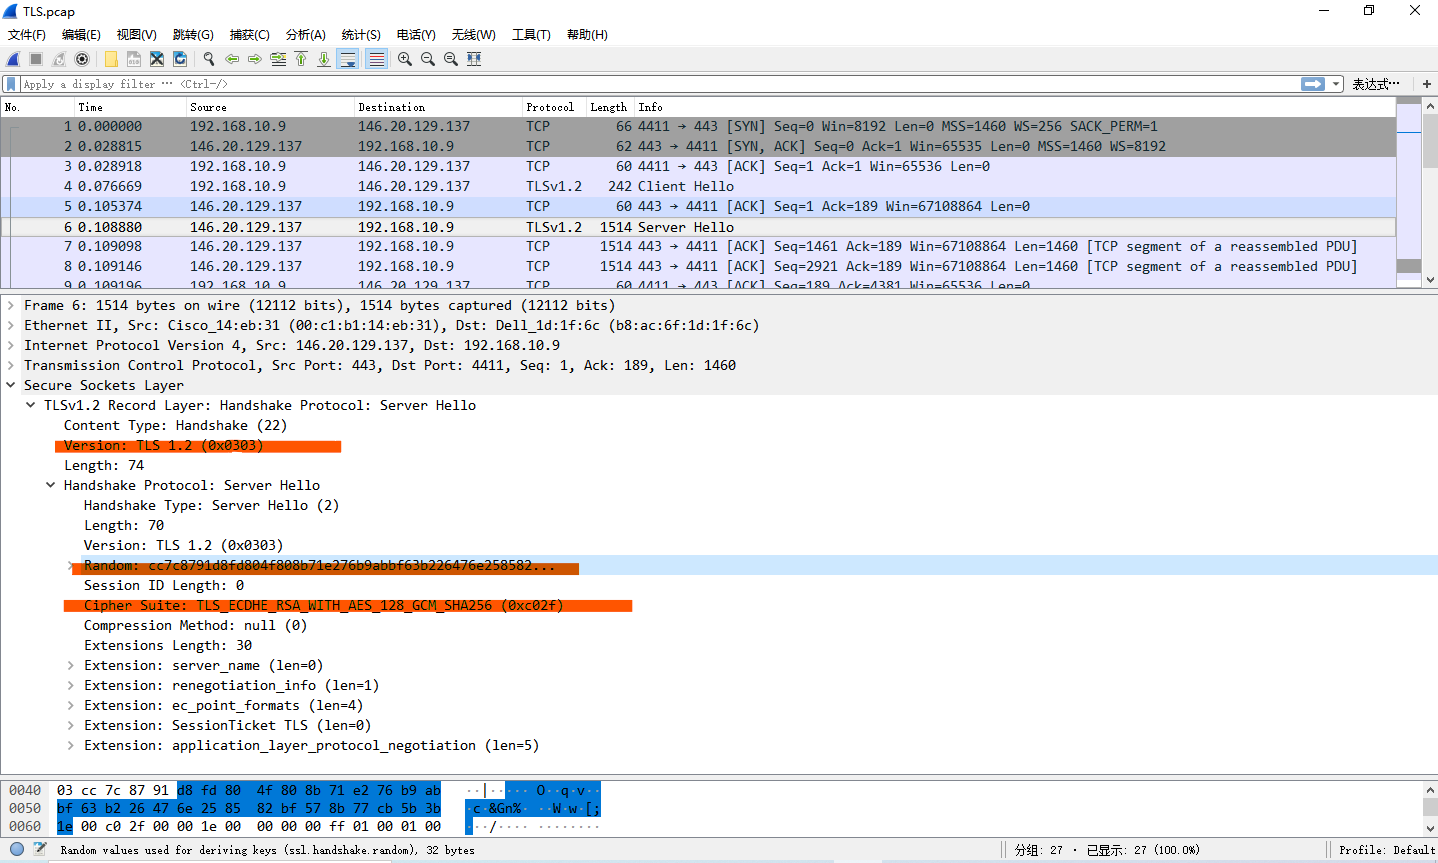 TLS.pcap
文件(F) 编辑(E) 视图(V) 跳转(G) 捕获(C) 分析(A) 统计(S) 电话(Y) 无线(W) 工具(T) 帮助(H)
Apply a display filter ··· <Ctrl-/> 表达式··· +
No. Time Source Destination Protocol Length Info
1 0.000000 192.168.10.9 146.20.129.137 TCP 66 4411 → 443 [SYN] Seq=0 Win=8192 Len=0 MSS=1460 WS=256 SACK_PERM=1
2 0.028815 146.20.129.137 192.168.10.9 TCP 62 443 → 4411 [SYN, ACK] Seq=0 Ack=1 Win=65535 Len=0 MSS=1460 WS=8192
3 0.028918 192.168.10.9 146.20.129.137 TCP 60 4411 → 443 [ACK] Seq=1 Ack=1 Win=65536 Len=0
4 0.076669 192.168.10.9 146.20.129.137 TLSv1.2 242 Client Hello
5 0.105374 146.20.129.137 192.168.10.9 TCP 60 443 → 4411 [ACK] Seq=1 Ack=189 Win=67108864 Len=0
6 0.108880 146.20.129.137 192.168.10.9 TLSv1.2 1514 Server Hello
7 0.109098 146.20.129.137 192.168.10.9 TCP 1514 443 → 4411 [ACK] Seq=1461 Ack=189 Win=67108864 Len=1460 [TCP segment of a reassembled PDU]
8 0.109146 146.20.129.137 192.168.10.9 TCP 1514 443 → 4411 [ACK] Seq=2921 Ack=189 Win=67108864 Len=1460 [TCP segment of a reassembled PDU]
9 0.109196 192.168.10.9 146.20.129.137 TCP 60 4411 → 443 [ACK] Seq=189 Ack=4381 Win=65536 Len=0
Frame 6: 1514 bytes on wire (12112 bits), 1514 bytes captured (12112 bits)
Ethernet II, Src: Cisco_14:eb:31 (00:c1:b1:14:eb:31), Dst: Dell_1d:1f:6c (b8:ac:6f:1d:1f:6c)
Internet Protocol Version 4, Src: 146.20.129.137, Dst: 192.168.10.9
Transmission Control Protocol, Src Port: 443, Dst Port: 4411, Seq: 1, Ack: 189, Len: 1460
Secure Sockets Layer
TLSv1.2 Record Layer: Handshake Protocol: Server Hello
Content Type: Handshake (22)
Version: TLS 1.2 (0x0303)
Length: 74
Handshake Protocol: Server Hello
Handshake Type: Server Hello (2)
Length: 70
Version: TLS 1.2 (0x0303)
Random: cc7c8791d8fd804f808b71e276b9abbf63b226476e258582...
Session ID Length: 0
Cipher Suite: TLS_ECDHE_RSA_WITH_AES_128_GCM_SHA256 (0xc02f)
Compression Method: null (0)
Extensions Length: 30
Extension: server_name (len=0)
Extension: renegotiation_info (len=1)
Extension: ec_point_formats (len=4)
Extension: SessionTicket TLS (len=0)
Extension: application_layer_protocol_negotiation (len=5)
0040 03 cc 7c 87 91 d8 fd 80 4f 80 8b 71 e2 76 b9 ab ··|····· O··q·v··
0050 bf 63 b2 26 47 6e 25 85 82 bf 57 8b 77 cb 5b 3b ·c·&Gn%· ··W·w·[;
0060 1e 00 c0 2f 00 00 1e 00 00 00 00 ff 01 00 01 00 ···/···· ········
Random values used for deriving keys (ssl.handshake.random), 32 bytes 分组: 27 · 已显示: 27 (100.0%) Profile: Default